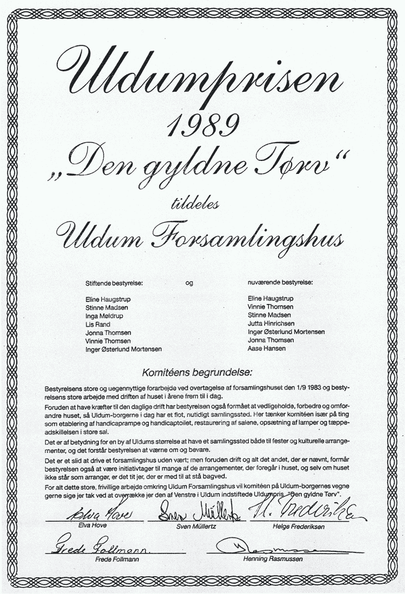 Uldumprisen
1989
„Den gyldne Tørv“
tildeles
Uldum Forsamlingshus
Stiftende bestyrelse: og nuværende bestyrelse:
Eline Haugstrup Eline Haugstrup
Stinne Madsen Vinnie Thomsen
Inga Meldrup Stinne Madsen
Lis Rand Jutta Hinrichsen
Jonna Thomsen Inger Østerlund Mortensen
Vinnie Thomsen Jonna Thomsen
Inger Østerlund Mortensen Aase Hansen
Komitéens begrundelse:
Bestyrelsens store og uegennyttige forarbejde ved overtagelse af forsamlingshuset den 1/9 1983 og besty-
relsens store arbejde med driften af huset i årene frem til i dag.
Foruden at have kræfter til den daglige drift har bestyrelsen også formået at vedligeholde, forbedre og omfor-
andre huset, så Uldum-borgerne i dag har et flot, nutidigt samlingssted. Her tænker komitéen især på ting
som etablering af handicaprampe og handicaptoilet, restaurering af salene, opsætning af lamper og tæppe-
adskillelsen i store sal.
Det er af betydning for en by af Uldums størrelse at have et samlingssted både til fester og kulturelle arrange-
menter, og det forstår bestyrelsen at værne om og bevare.
Det er et slid at drive et forsamlingshus uden vært; men foruden drift og alt det andet, der er nævnt, formår
bestyrelsen også at være initiativtager til mange af de arrangementer, der foregår i huset, og selv om huset
ikke står som arrangør, er det tit jer, der er med til at stå bagved.
For alt dette store, frivillige arbejde omkring Uldum Forsamlingshus vil komitéen på Uldum-borgernes vegne
gerne sige jer tak ved at overrække jer den af Venstre i Uldum indstiftede Uldumpris, "Den gyldne Tørv".
Elva Hove Sven Müllertz H. Frederiksen
Elva Hove Sven Müllertz Helge Frederiksen
Frede Follmann. Rasmussen
Frede Follmann Henning Rasmussen